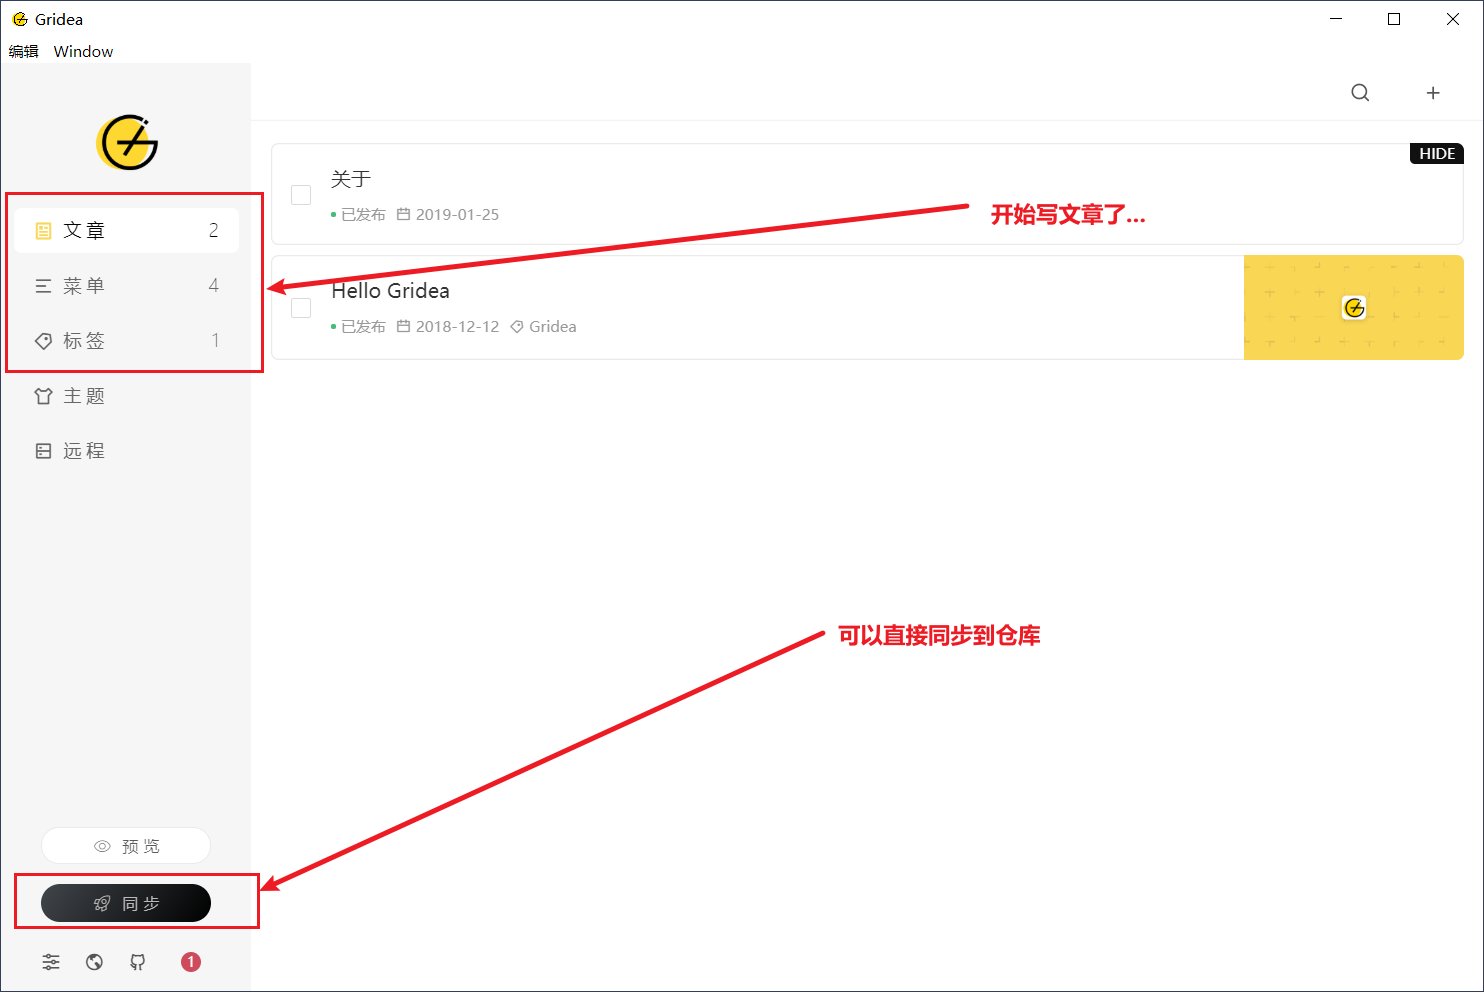 Gridea
编辑 Window
文章 2
菜单 4
标签 1
主题
远程
HIDE
关于
已发布 2019-01-25
开始写文章了...
Hello Gridea
已发布 2018-12-12 Gridea
可以直接同步到仓库
预览
同步
1